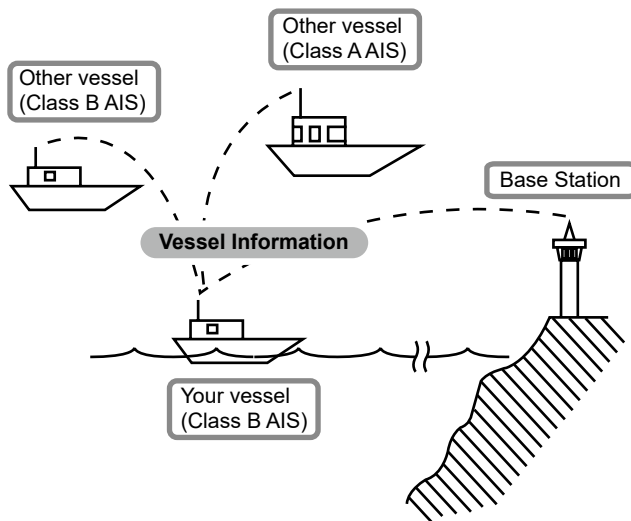 Other vessel
(Class A AIS)
Other vessel
(Class B AIS)
Base Station
Vessel Information
Your vessel
(Class B AIS)